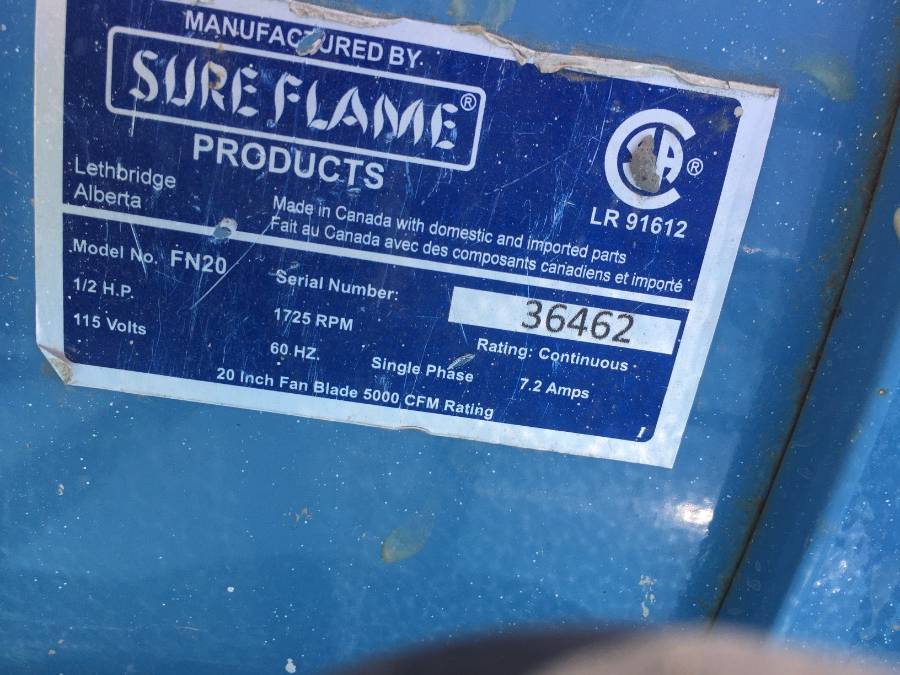 MANUFACTURED BY
SURE FLAME®
PRODUCTS
Lethbridge
Alberta
CSA ®
LR 91612
Made in Canada with domestic and imported parts
Fait au Canada avec des composants canadiens et importé
Model No. FN20
Serial Number: 36462
1/2 H.P. 1725 RPM Rating: Continuous
115 Volts 60 HZ. Single Phase 7.2 Amps
20 Inch Fan Blade 5000 CFM Rating